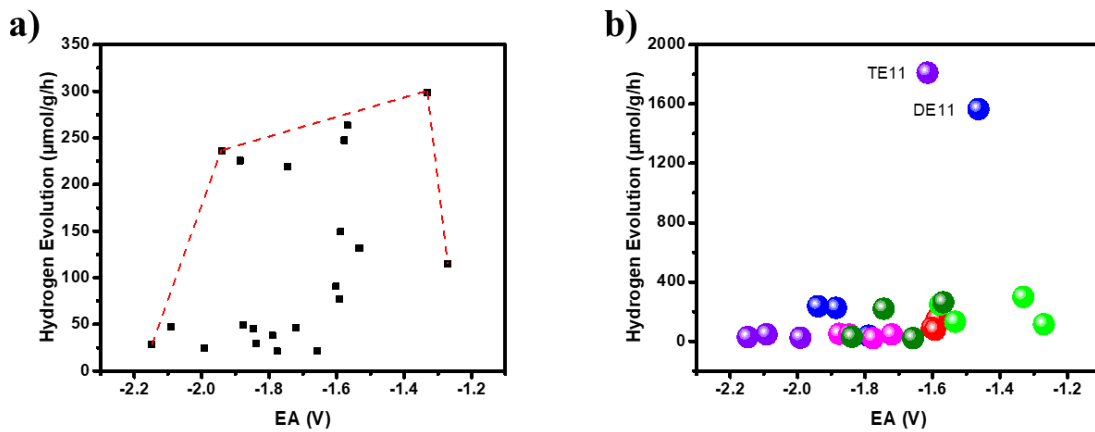 a)
Hydrogen Evolution (μmol/g/h)
350
300
250
200
150
100
50
0
-2.2 -2.0 -1.8 -1.6 -1.4 -1.2
EA (V)
b)
Hydrogen Evolution (μmol/g/h)
2000
1600
1200
800
400
0
TE11
DE11
-2.2 -2.0 -1.8 -1.6 -1.4 -1.2
EA (V)